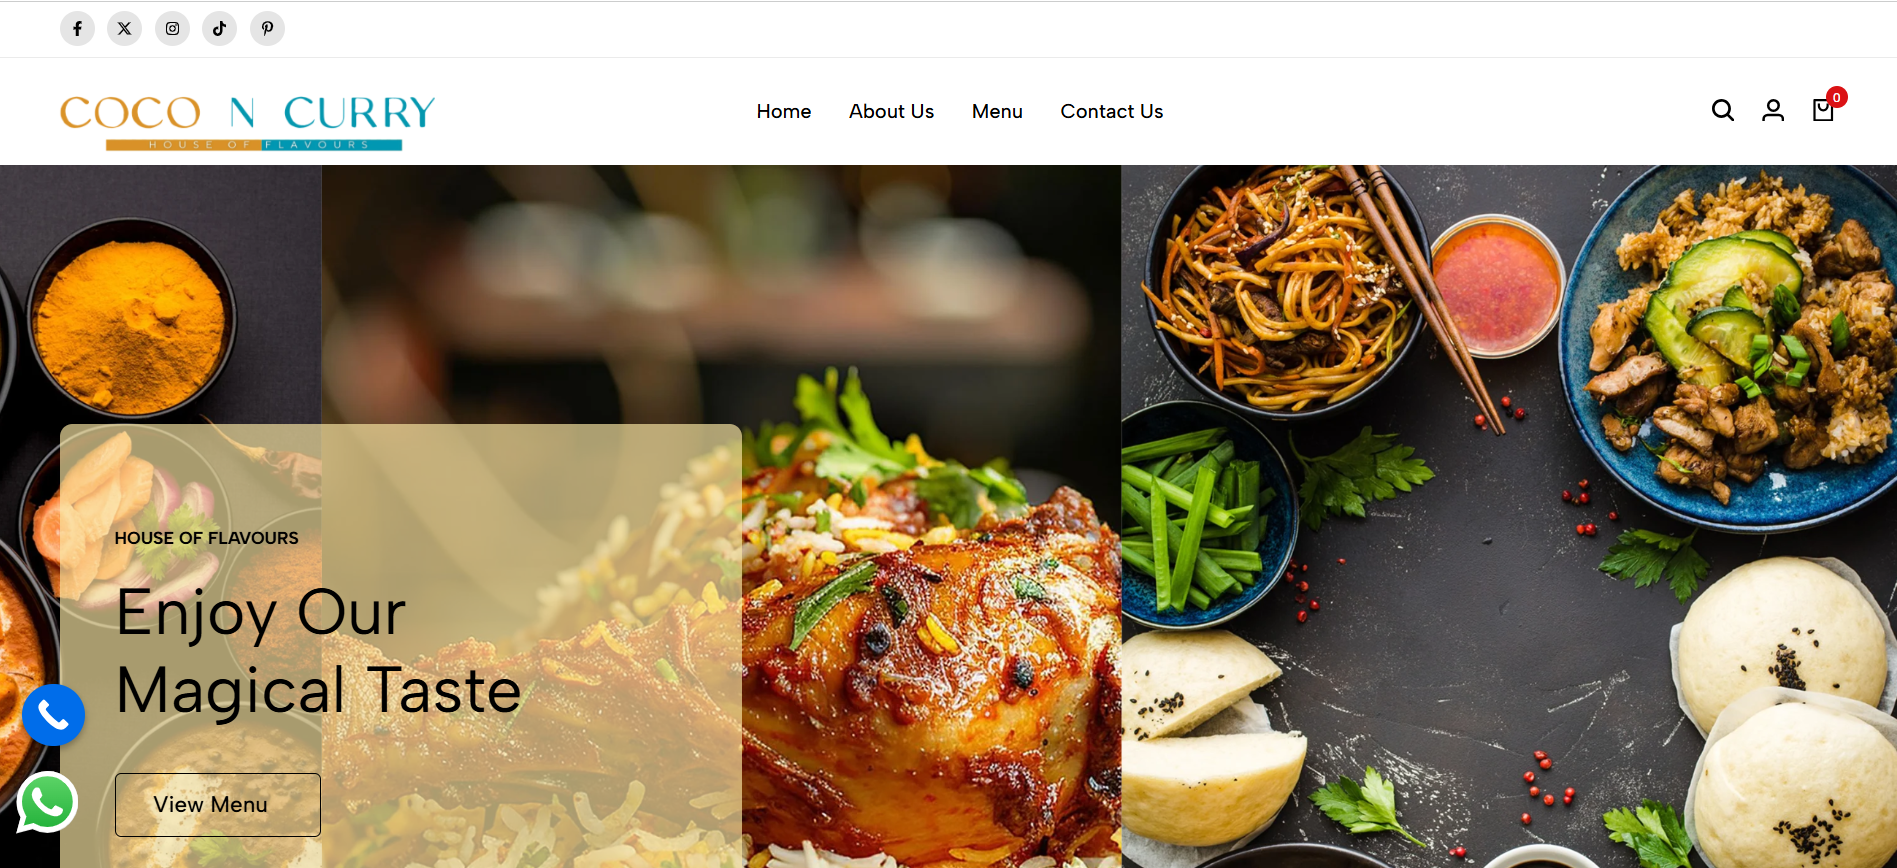 COCO N CURRY
HOUSE OF FLAVOURS
Home
About Us
Menu
Contact Us
0
HOUSE OF FLAVOURS
Enjoy Our
Magical Taste
View Menu